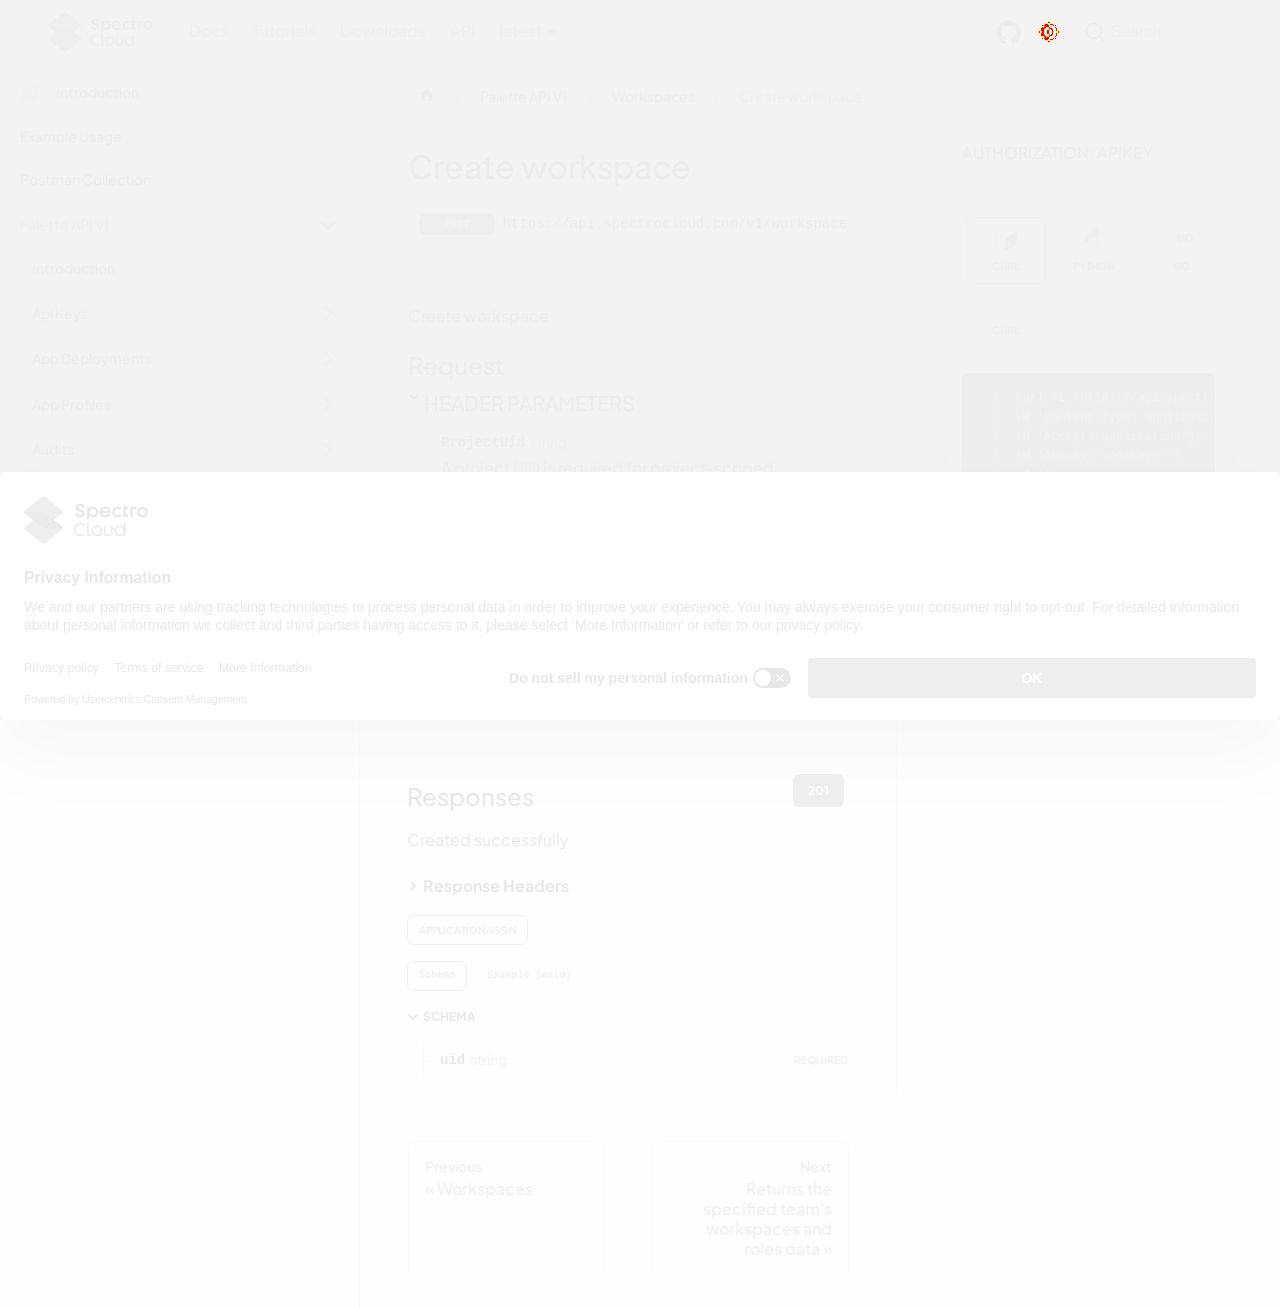 Spectro
Cloud
Docs
Tutorials
Downloads
API
latest
Search
Introduction
Example Usage
Postman Collection
Palette API V1
Introduction
Api Keys
App Deployments
App Profiles
Audits
Palette API V1
Workspaces
Create workspace
Create workspace
POST
https://api.spectrocloud.com/v1/workspace
Create workspace
Request
HEADER PARAMETERS
ProjectUid string
A project UID is required for project-scoped
AUTHORIZATION: APIKEY
CURL
PYTHON
GO
CURL
Spectro
Cloud
Privacy Information
We and our partners are using tracking technologies to process personal data in order to improve your experience. You may always exercise your consumer right to opt-out. For detailed information
about personal information we collect and third parties having access to it, please select 'More Information' or refer to our privacy policy.
Privacy policy
Terms of service
More Information
Powered by Usercentrics Consent Management
Do not sell my personal information
OK
Responses
201
Created successfully
Response Headers
APPLICATION/JSON
Schema
Example (auto)
SCHEMA
uid string
REQUIRED
Previous
« Workspaces
Next
Returns the
specified team's
workspaces and
roles data »